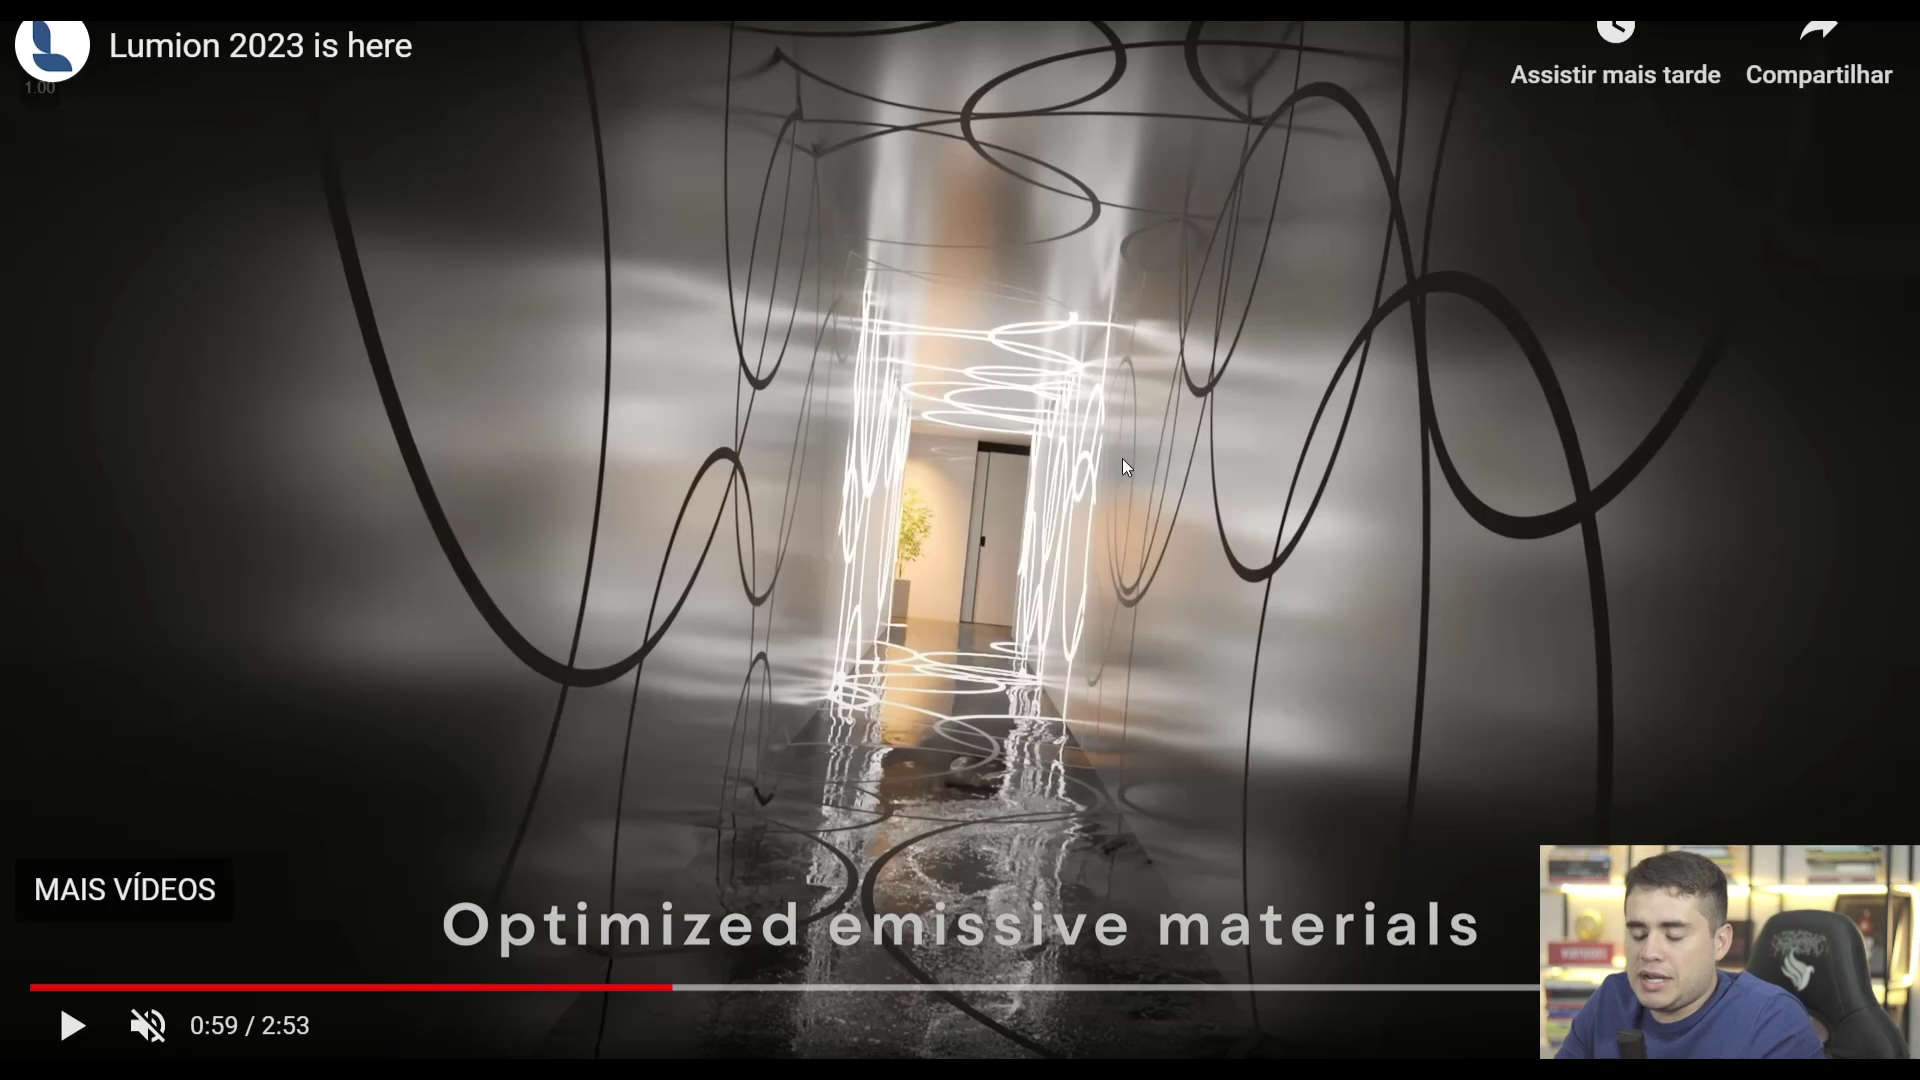 Lumion 2023 is here
1.00
Assistir mais tarde
Compartilhar
MAIS VÍDEOS
Optimized emissive materials
0:59 / 2:53